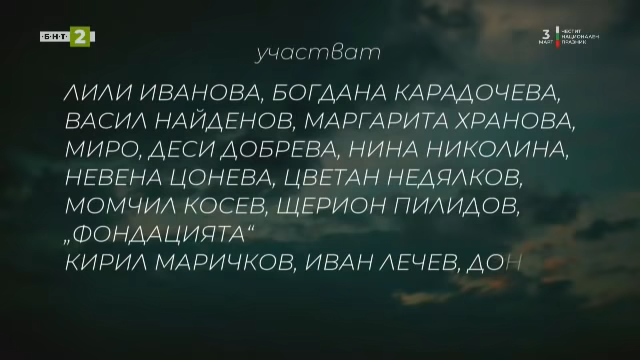 БНТ 2
3 МАРТ
ЧЕСТИТ
НАЦИОНАЛЕН
ПРАЗНИК
участват
ЛИЛИ ИВАНОВА, БОГДАНА КАРАДОЧЕВА,
ВАСИЛ НАЙДЕНОВ, МАРГАРИТА ХРАНОВА,
МИРО, ДЕСИ ДОБРЕВА, НИНА НИКОЛИНА,
НЕВЕНА ЦОНЕВА, ЦВЕТАН НЕДЯЛКОВ,
МОМЧИЛ КОСЕВ, ЩЕРИОН ПИЛИДОВ,
„ФОНДАЦИЯТА“
КИРИЛ МАРИЧКОВ, ИВАН ЛЕЧЕВ, ДОН